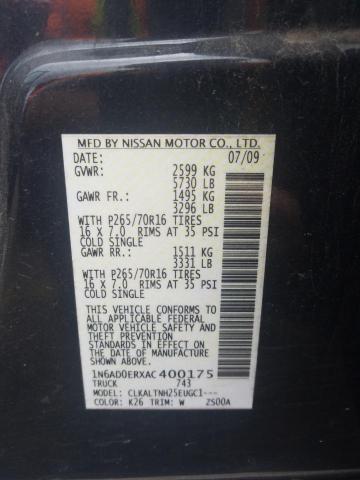 MFD BY NISSAN MOTOR CO., LTD.
DATE: 07/09
GVWR: 2599 KG
5730 LB
GAWR FR.: 1495 KG
3296 LB
WITH P265/70R16 TIRES
16 X 7.0 RIMS AT 35 PSI
COLD SINGLE
GAWR RR.: 1511 KG
3331 LB
WITH P265/70R16 TIRES
16 X 7.0 RIMS AT 35 PSI
COLD SINGLE
THIS VEHICLE CONFORMS TO
ALL APPLICABLE FEDERAL
MOTOR VEHICLE SAFETY
AND THEFT PREVENTION
STANDARDS IN EFFECT ON
THE DATE OF MANUFACTURE
SHOWN ABOVE.
1N6AD0ERXAC400175
TRUCK 743
MODEL: CLKALTNH25EUGC1---
COLOR: K26 TRIM: W ZS00A